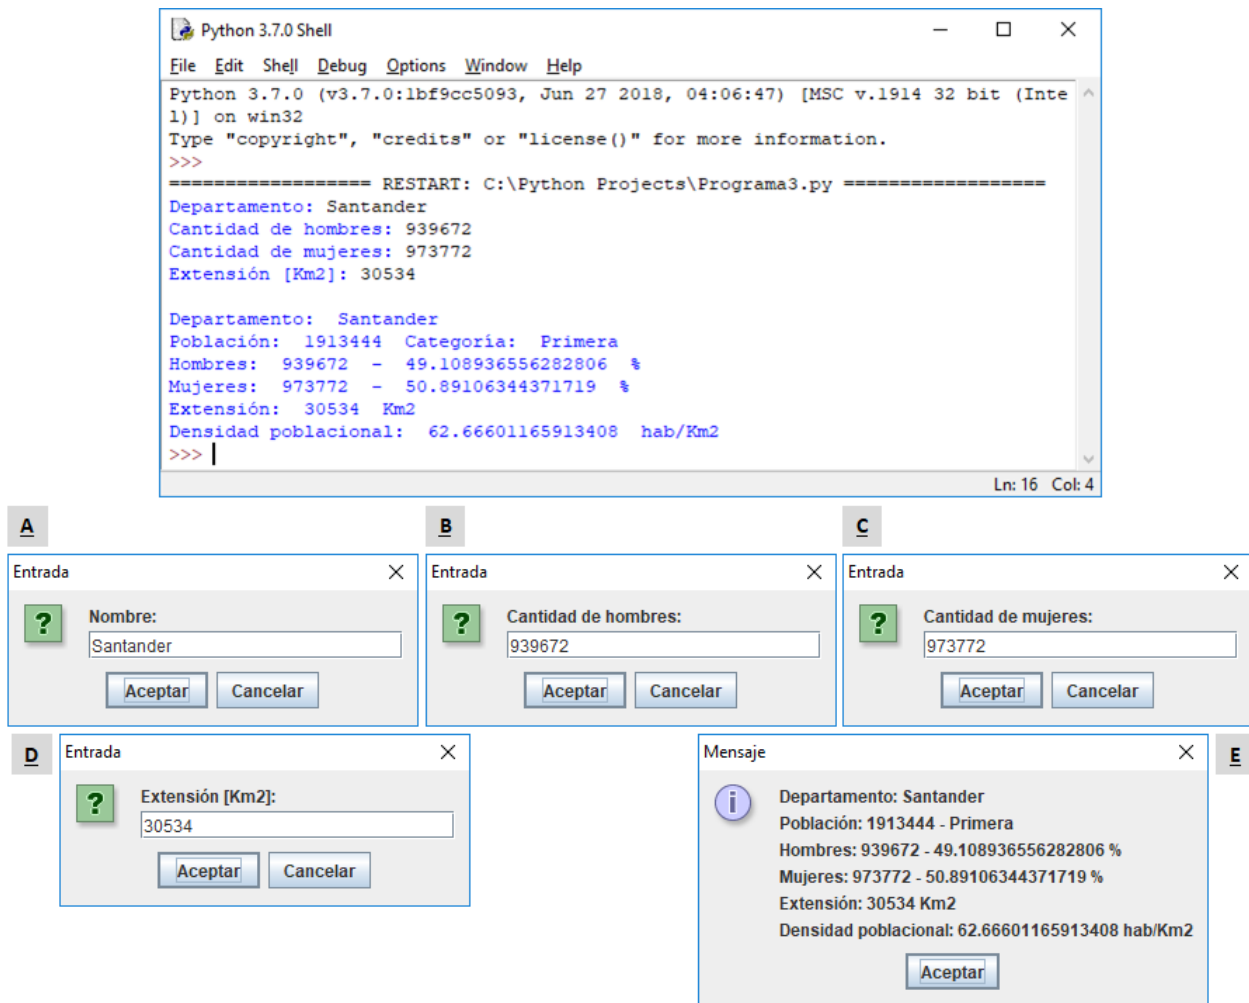 Python 3.7.0 Shell
File Edit Shell Debug Options Window Help
Python 3.7.0 (v3.7.0:1bf9cc5093, Jun 27 2018, 04:06:47) [MSC v.1914 32 bit (Inte
l)] on win32
Type "copyright", "credits" or "license()" for more information.
>>>
================== RESTART: C:\Python Projects\Programa3.py ==================
Departamento: Santander
Cantidad de hombres: 939672
Cantidad de mujeres: 973772
Extensión [Km2]: 30534
Departamento:  Santander
Población:  1913444  Categoría:  Primera
Hombres:  939672  -  49.108936556282806  %
Mujeres:  973772  -  50.89106344371719  %
Extensión:  30534  Km2
Densidad poblacional:  62.66601165913408  hab/Km2
>>>
Ln: 16 Col: 4
A
Entrada
Nombre:
Santander
Aceptar Cancelar
B
Entrada
Cantidad de hombres:
939672
Aceptar Cancelar
C
Entrada
Cantidad de mujeres:
973772
Aceptar Cancelar
D
Entrada
Extensión [Km2]:
30534
Aceptar Cancelar
E
Mensaje
Departamento: Santander
Población: 1913444 - Primera
Hombres: 939672 - 49.108936556282806 %
Mujeres: 973772 - 50.89106344371719 %
Extensión: 30534 Km2
Densidad poblacional: 62.66601165913408 hab/Km2
Aceptar